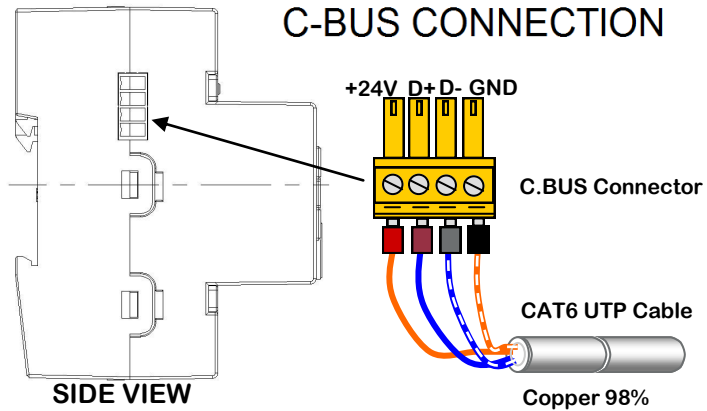 C-BUS CONNECTION
+24V D+ D- GND
C.BUS Connector
CAT6 UTP Cable
SIDE VIEW
Copper 98%